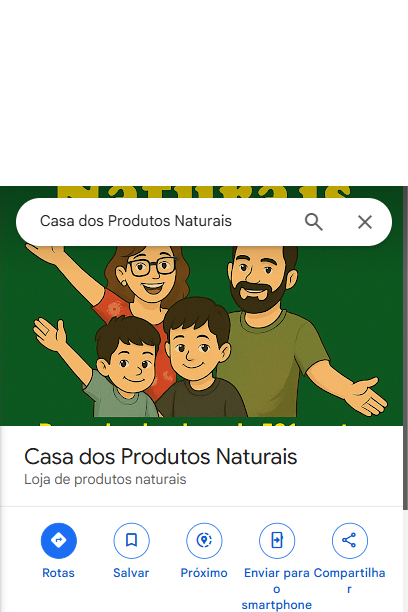 Naturais
Casa dos Produtos Naturais
Casa dos Produtos Naturais
Loja de produtos naturais
Rotas
Salvar
Próximo
Enviar para o smartphone
Compartilhar